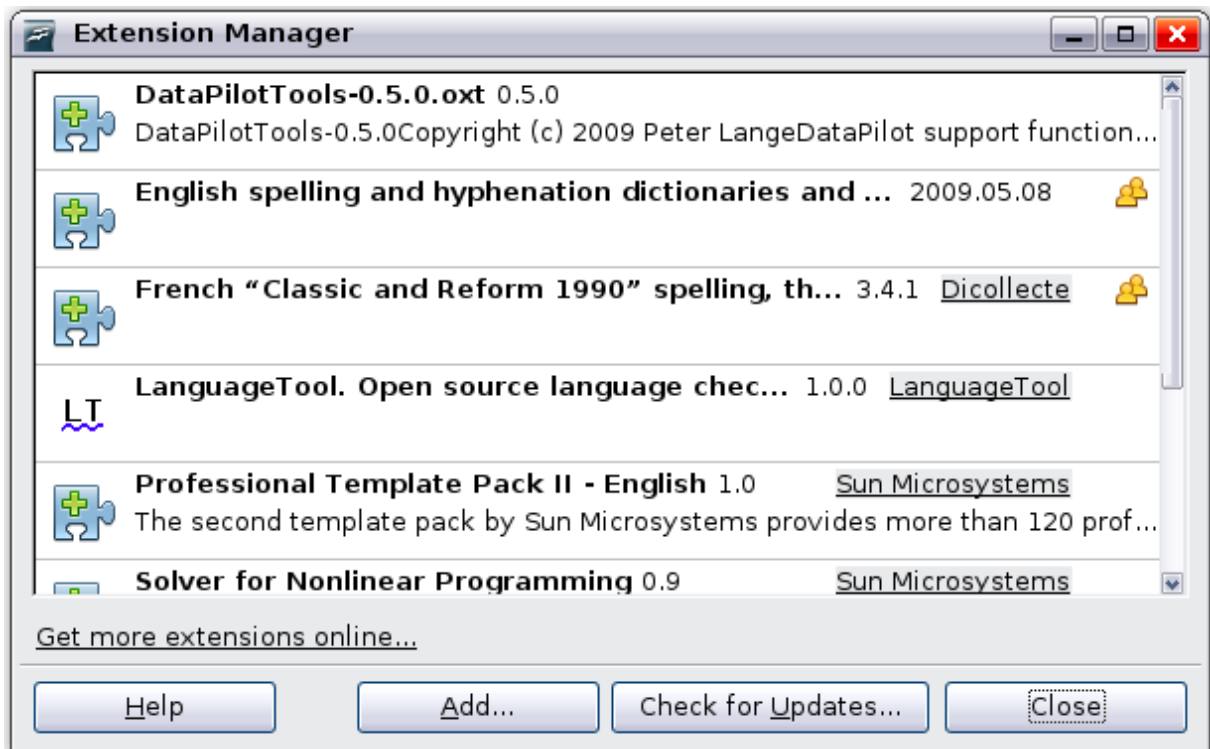 Extension Manager
DataPilotTools-0.5.0.oxt 0.5.0
DataPilotTools-0.5.0Copyright (c) 2009 Peter LangeDataPilot support function...
English spelling and hyphenation dictionaries and ... 2009.05.08
French “Classic and Reform 1990” spelling, th... 3.4.1 Dicollecte
LanguageTool. Open source language chec... 1.0.0 LanguageTool
LT
Professional Template Pack II - English 1.0 Sun Microsystems
The second template pack by Sun Microsystems provides more than 120 prof...
Solver for Nonlinear Programming 0.9 Sun Microsystems
Get more extensions online...
Help Add... Check for Updates... Close